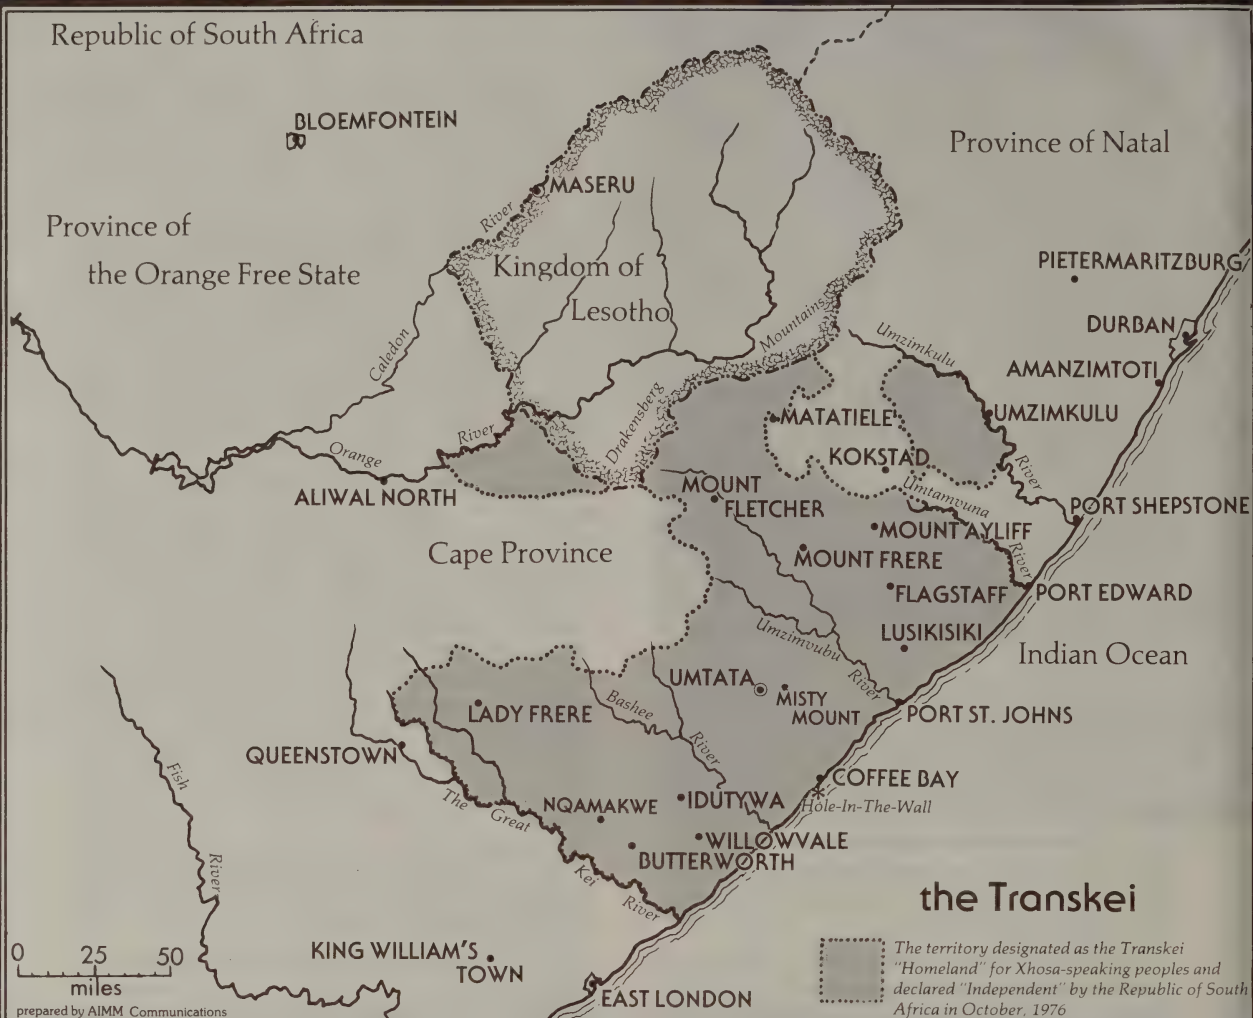 Republic of South Africa
BLOEMFONTEIN
Province of Natal
MASERU
River
Province of
the Orange Free State
Kingdom of
Lesotho
PIETERMARITZBURG
DURBAN
Mountains
Umzimkulu
Caledon
AMANZIMTOTI
MATATIELE
UMZIMKULU
Drakensberg
River
Orange
KOKSTAD
River
ALIWAL NORTH
MOUNT
FLETCHER
Umtamvuna
PORT SHEPSTONE
MOUNT AYLIFF
Cape Province
MOUNT FRERE
River
FLAGSTAFF
PORT EDWARD
Umzimvubu
LUSIKISIKI
Indian Ocean
UMTATA
River
MISTY
MOUNT
LADY FRERE
Bashee
PORT ST. JOHNS
QUEENSTOWN
River
Fish
COFFEE BAY
The
Great
NQAMAKWE
IDUTYWA
Hole-In-The-Wall
WILLOWVALE
BUTTERWORTH
River
Kei
River
the Transkei
KING WILLIAM'S
TOWN
0 25 50
miles
EAST LONDON
The territory designated as the Transkei
"Homeland" for Xhosa-speaking peoples and
declared "Independent" by the Republic of South
Africa in October, 1976
prepared by AIMM Communications